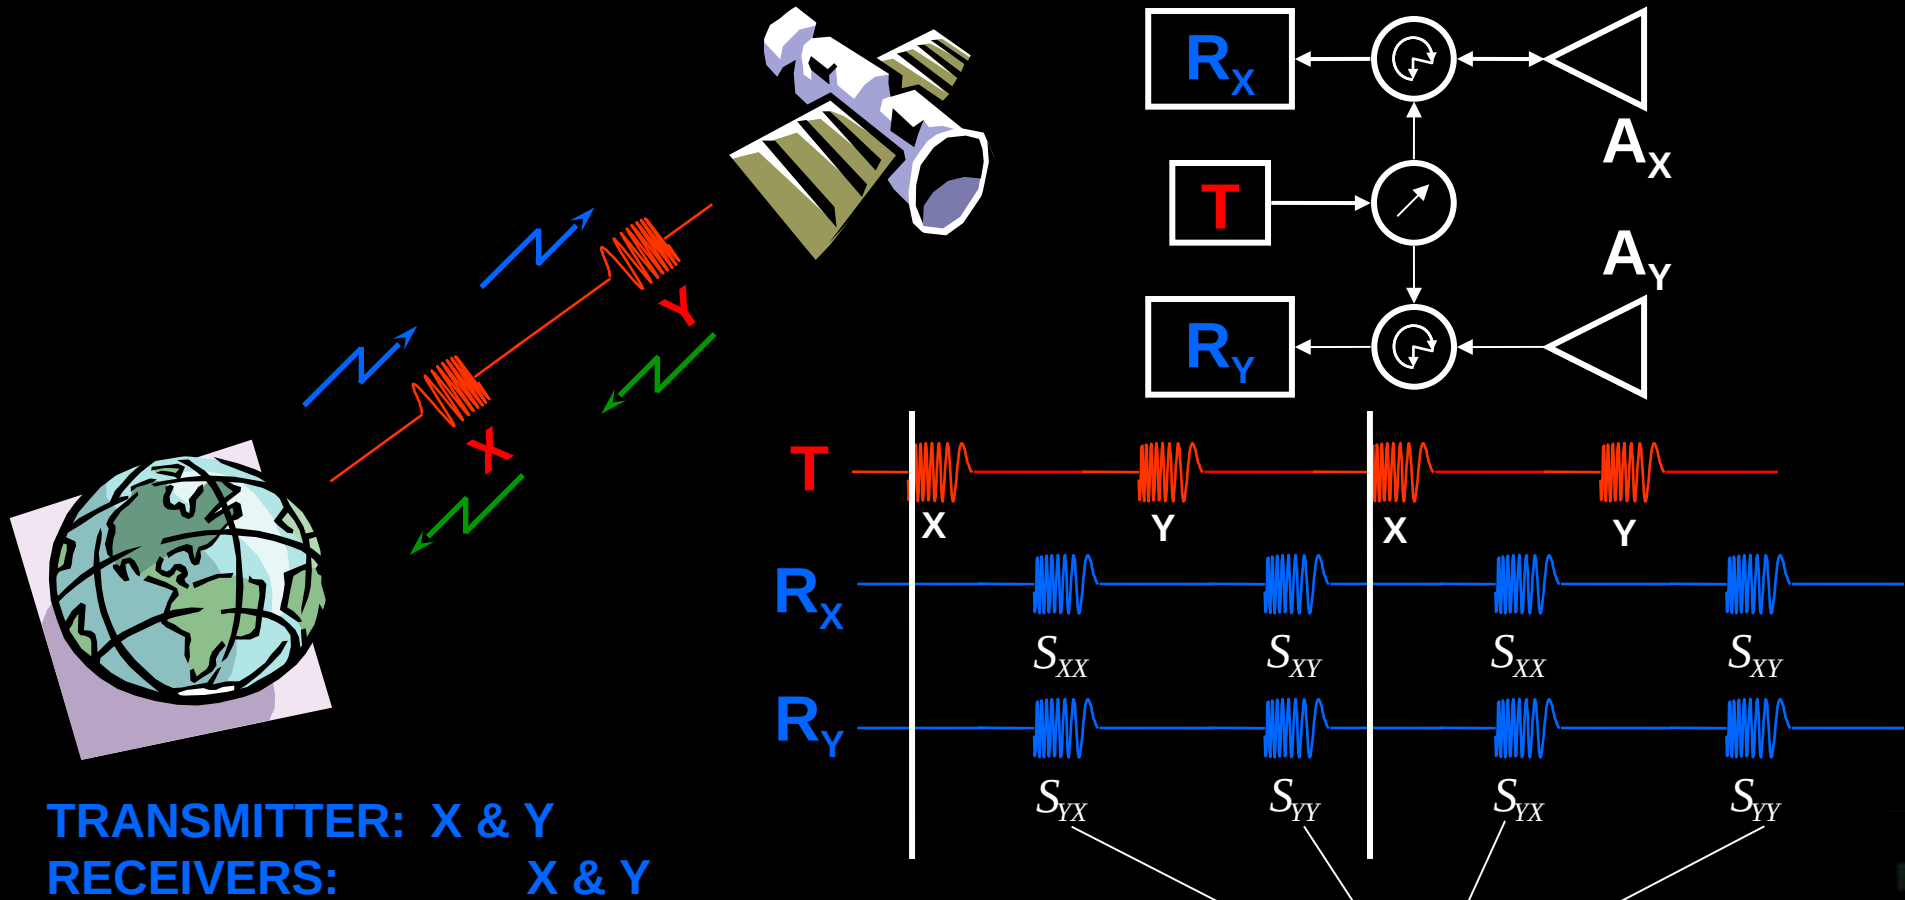 R_X
A_X
T
A_Y
R_Y
Y
X
T
X Y X Y
R_X
S_XX S_XY S_XX S_XY
R_Y
S_YX S_YY S_YX S_YY
TRANSMITTER: X & Y
RECEIVERS: X & Y